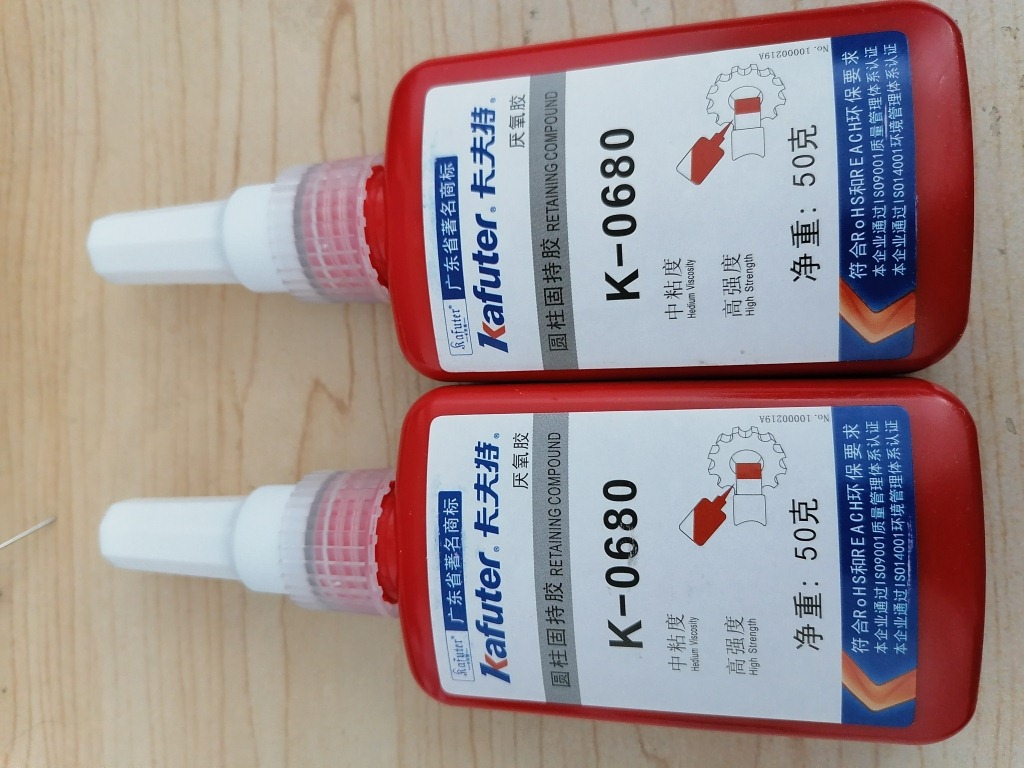 Kafuter®
广东省著名商标
Kafuter® 卡夫特®
厌氧胶
圆柱固持胶 RETAINING COMPOUND
K-0680
中粘度
Hedium Viscosity
高强度
High Strength
净重: 50克
No. 10000219A
符合RoHS和REACH环保要求
本企业通过ISO9001质量管理体系认证
本企业通过ISO14001环境管理体系认证
Kafuter®
广东省著名商标
Kafuter® 卡夫特®
厌氧胶
圆柱固持胶 RETAINING COMPOUND
K-0680
中粘度
Hedium Viscosity
高强度
High Strength
净重: 50克
No. 10000219A
符合RoHS和REACH环保要求
本企业通过ISO9001质量管理体系认证
本企业通过ISO14001环境管理体系认证